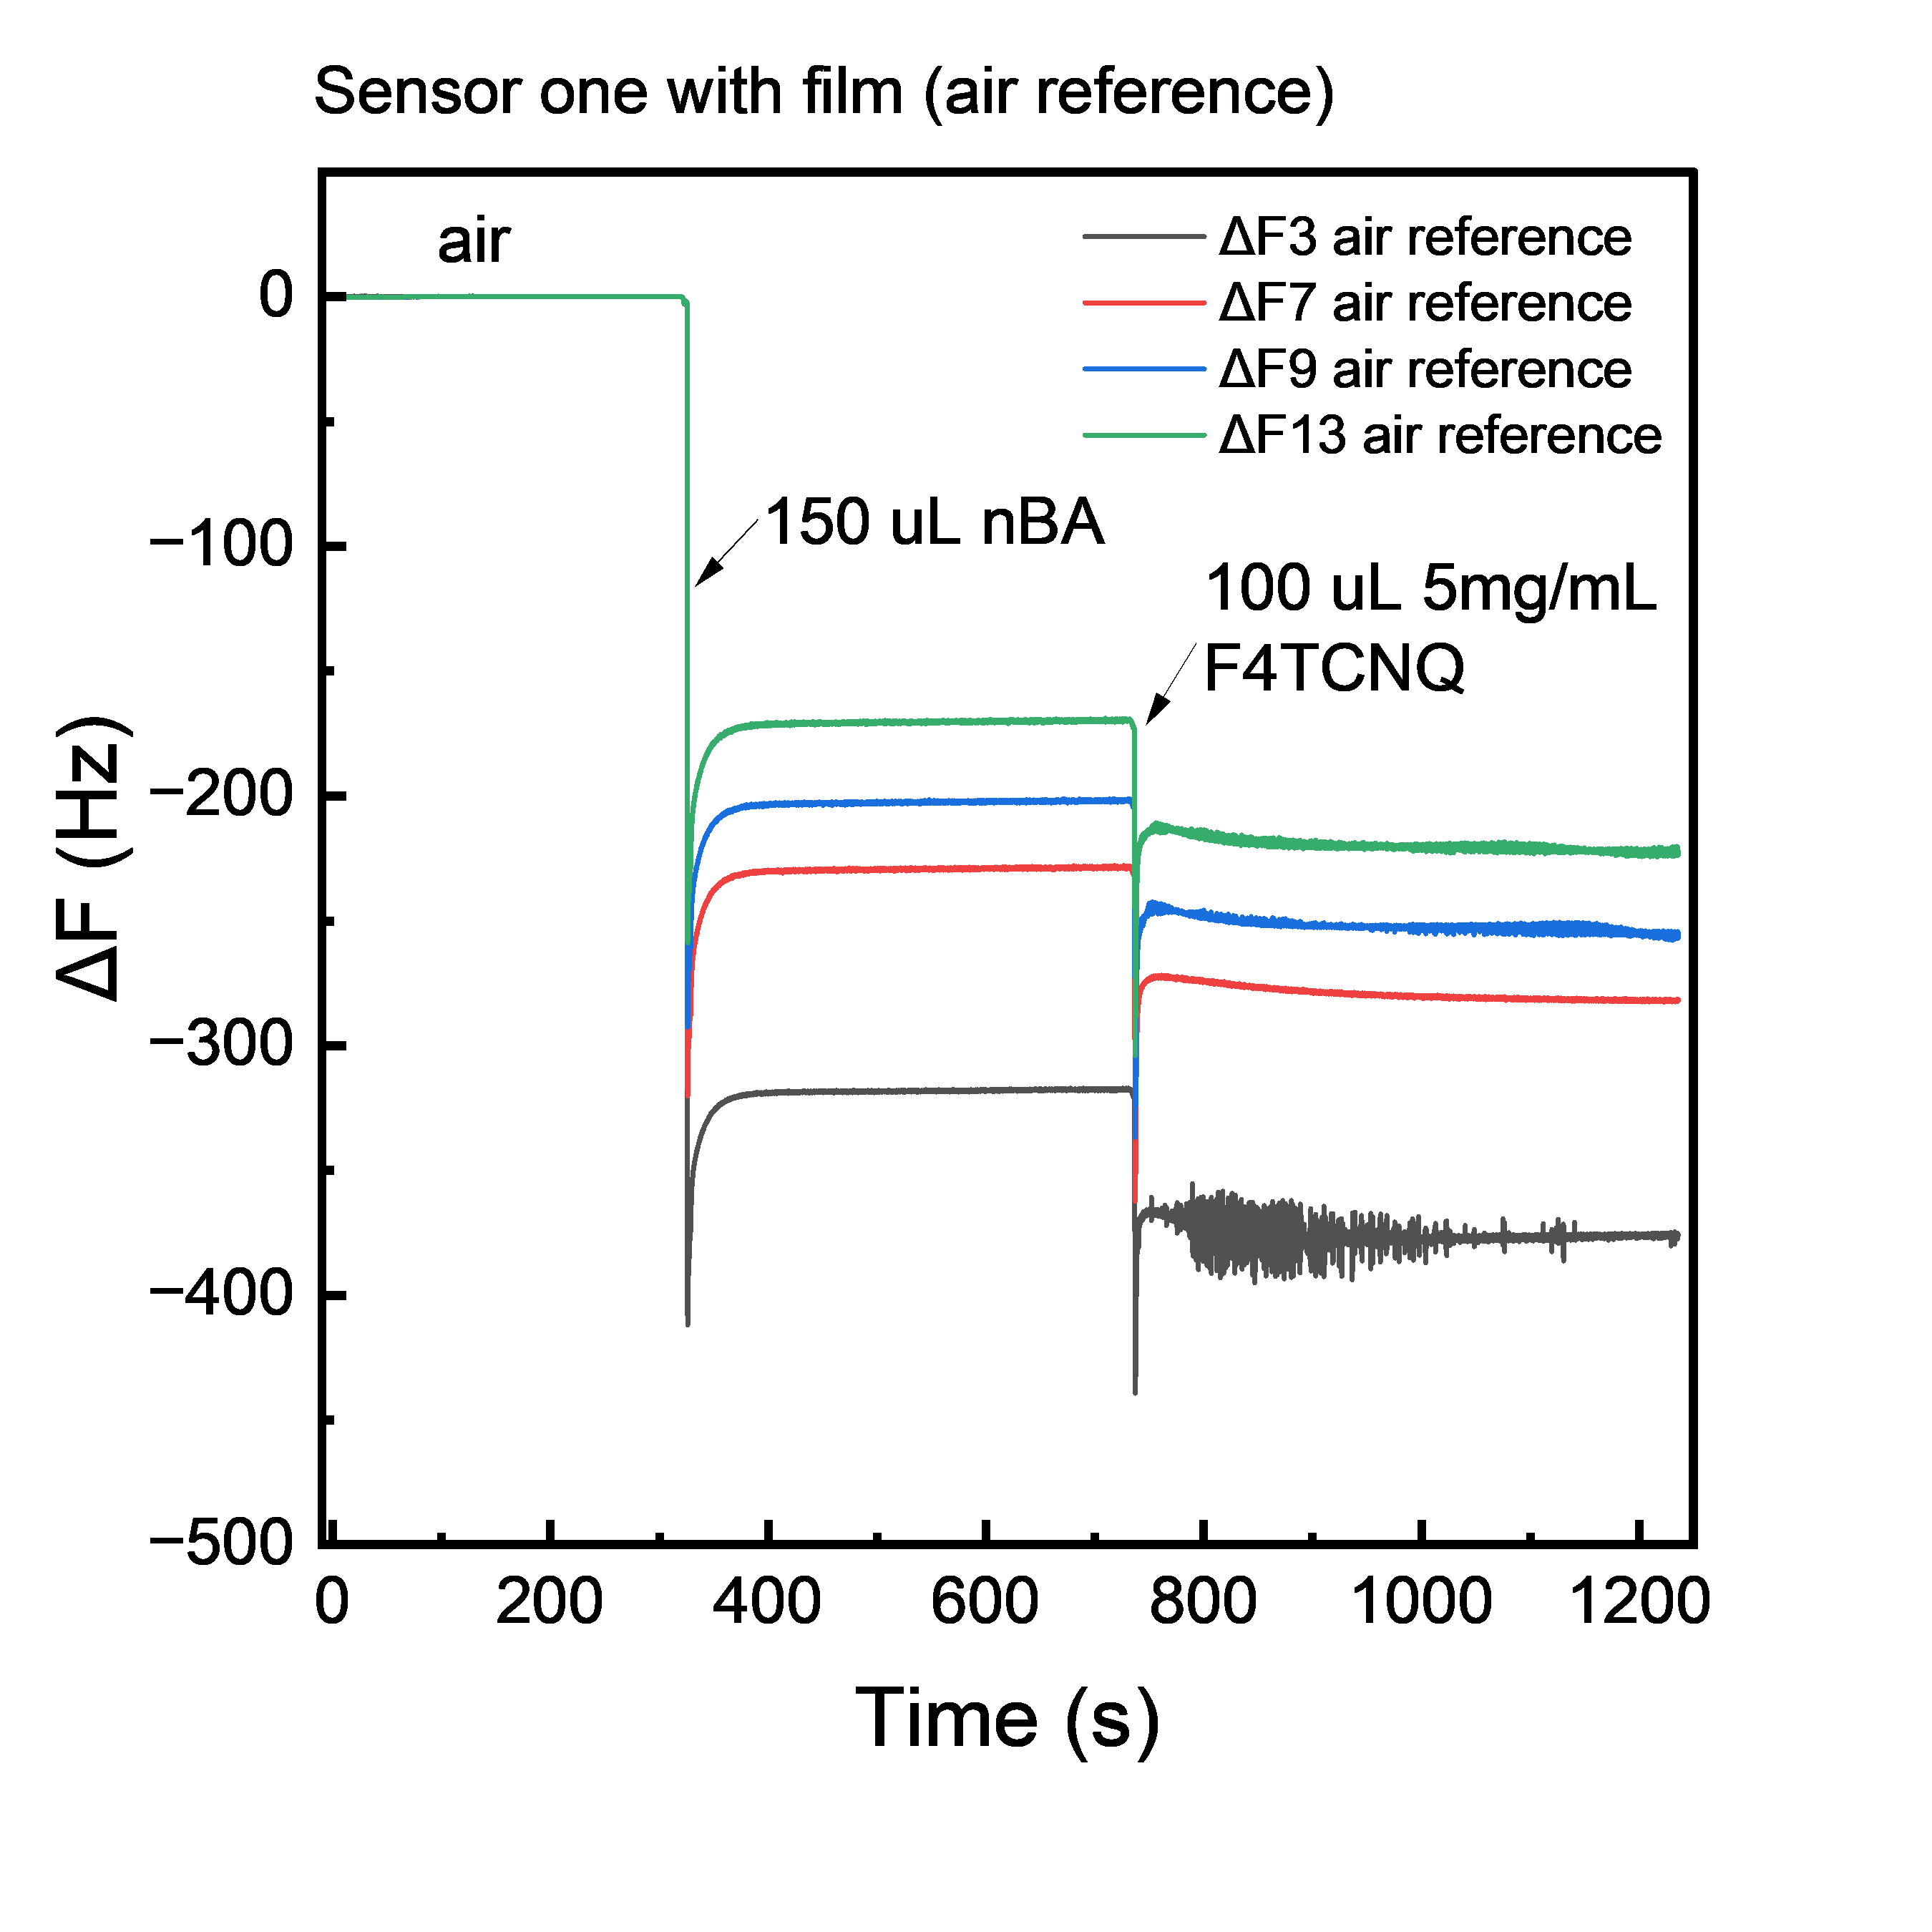 Sensor one with film (air reference)
air
ΔF3 air reference
ΔF7 air reference
ΔF9 air reference
ΔF13 air reference
150 uL nBA
100 uL 5mg/mL
F4TCNQ
ΔF (Hz)
0
−100
−200
−300
−400
−500
0 200 400 600 800 1000 1200
Time (s)